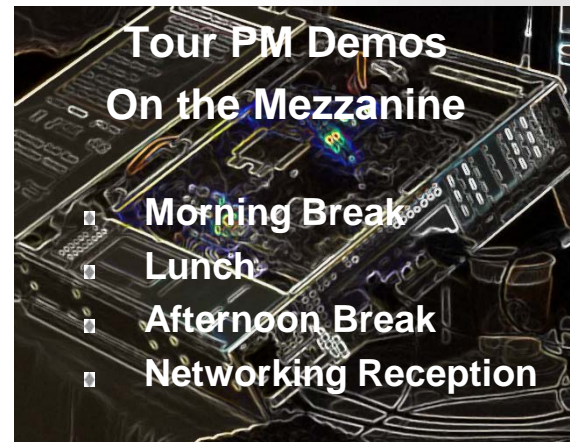 Tour PM Demos
On the Mezzanine
Morning Break
Lunch
Afternoon Break
Networking Reception